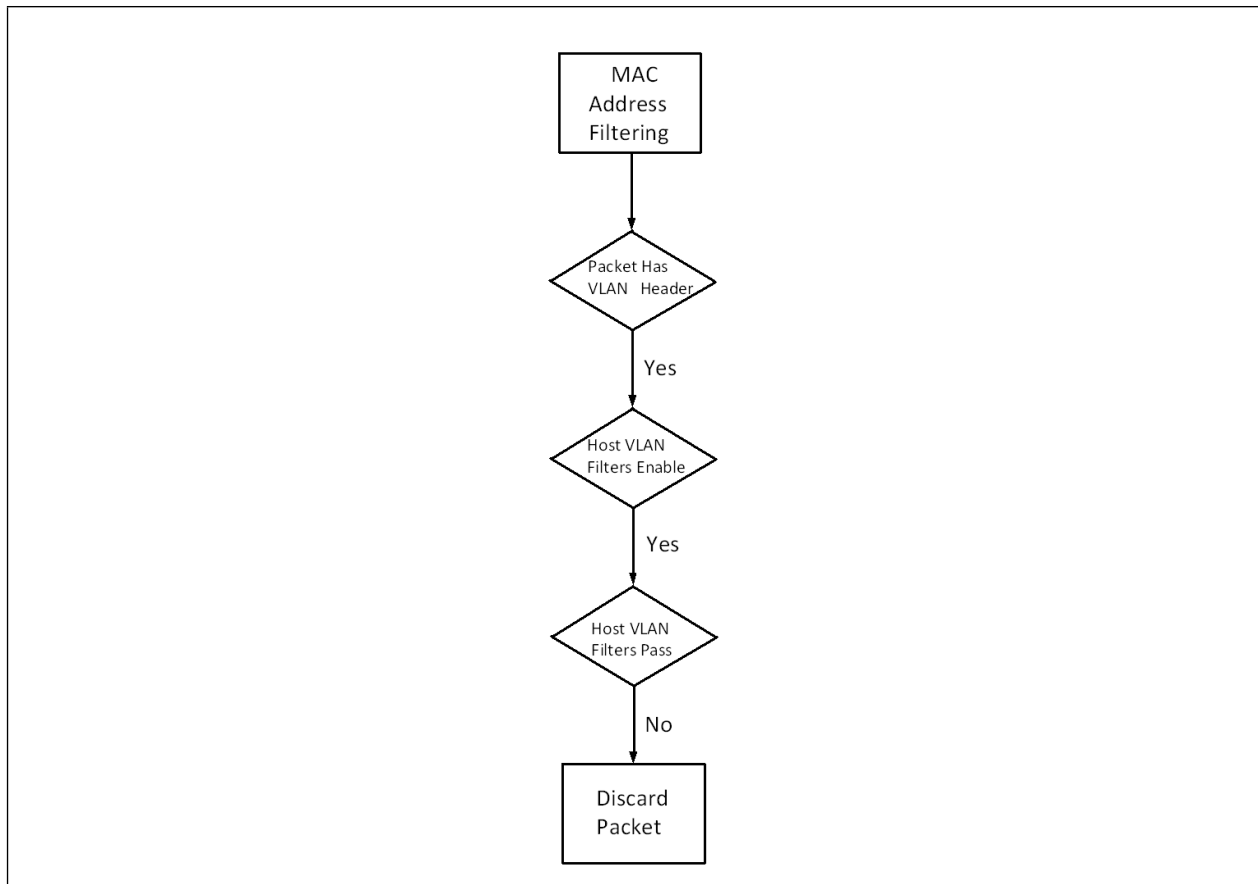 MAC
Address
Filtering
Packet Has
VLAN Header
Yes
Host VLAN
Filters Enable
Yes
Host VLAN
Filters Pass
No
Discard
Packet